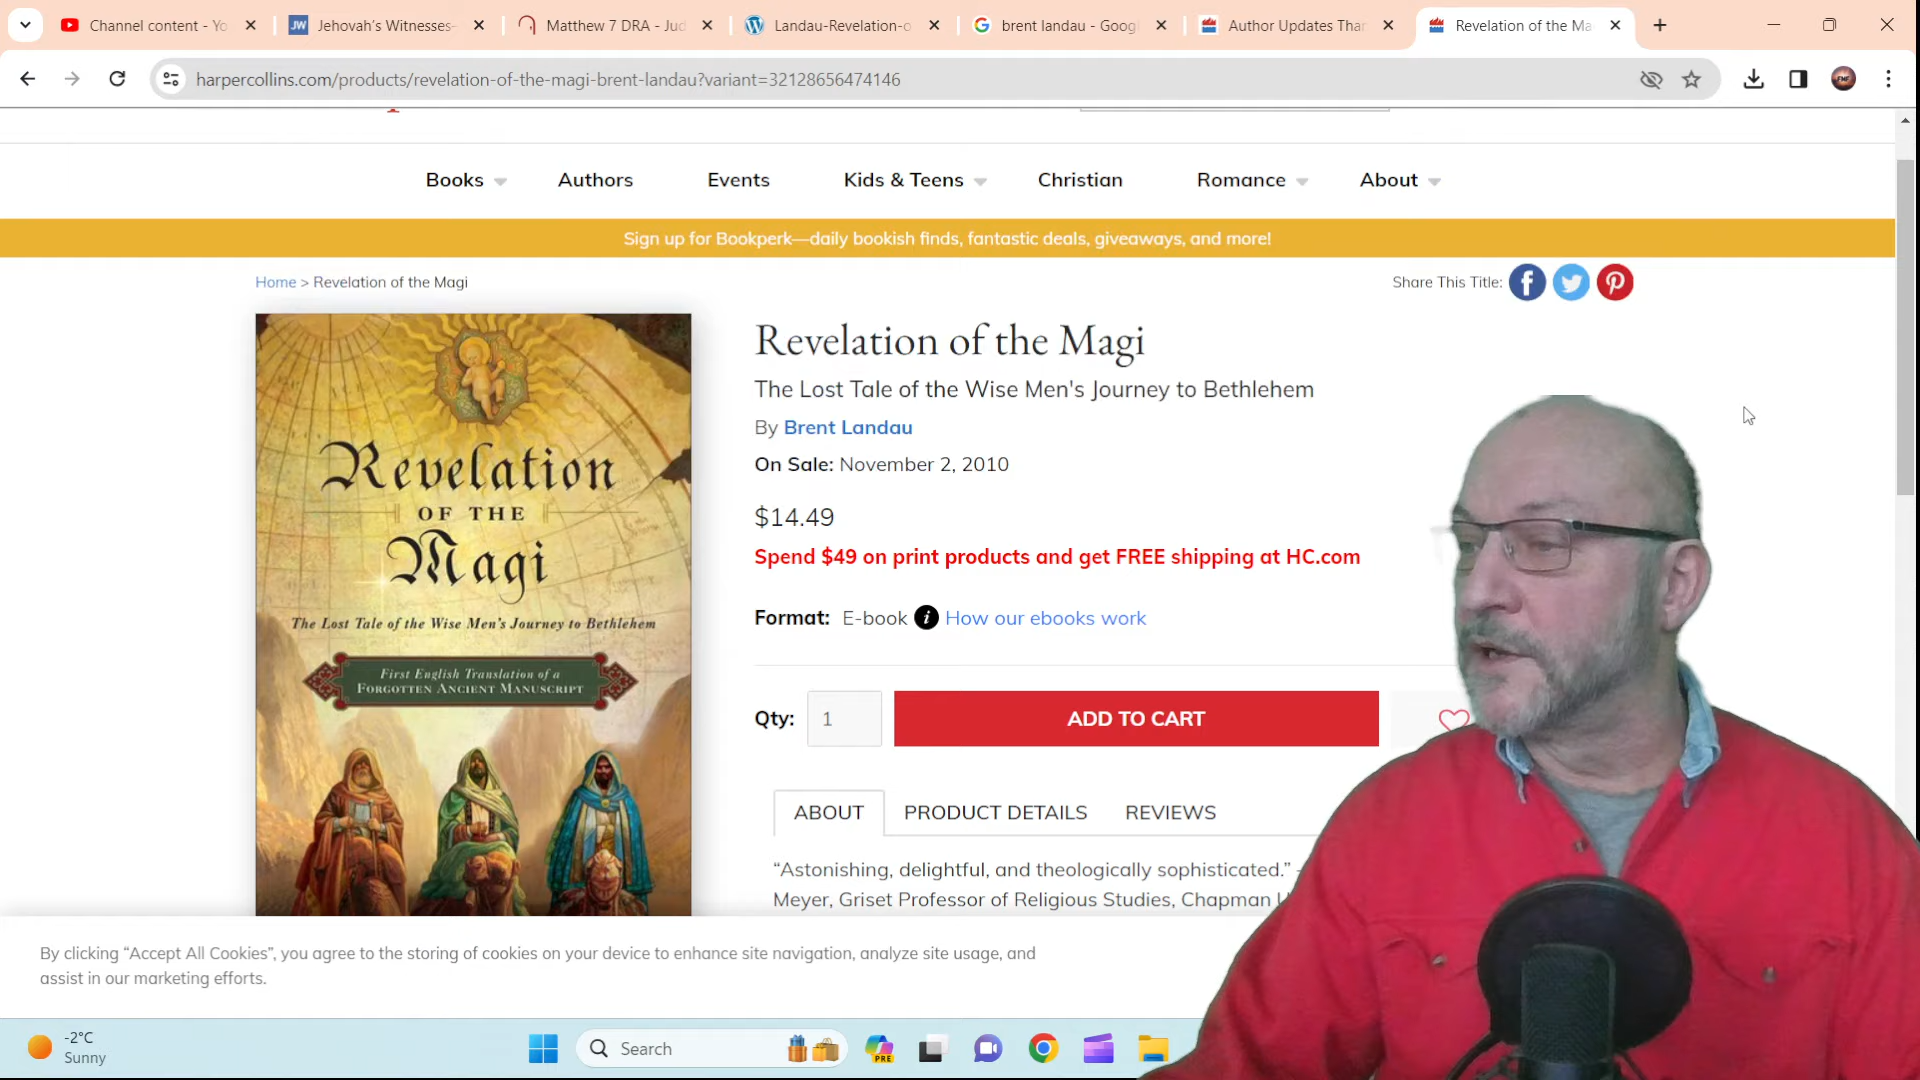 Channel content - Yo
Jehovah's Witnesses-
Matthew 7 DRA - Jud
Landau-Revelation-o
brent landau - Googl
Author Updates Than
Revelation of the Ma
harpercollins.com/products/revelation-of-the-magi-brent-landau?variant=32128656474146
Books
Authors
Events
Kids & Teens
Christian
Romance
About
Sign up for Bookperk—daily bookish finds, fantastic deals, giveaways, and more!
Home > Revelation of the Magi
Share This Title:
Revelation of the Magi
The Lost Tale of the Wise Men's Journey to Bethlehem
By Brent Landau
On Sale: November 2, 2010
$14.49
Spend $49 on print products and get FREE shipping at HC.com
Format: E-book How our ebooks work
Qty: 1
ADD TO CART
ABOUT
PRODUCT DETAILS
REVIEWS
“Astonishing, delightful, and theologically sophisticated.” -
Meyer, Griset Professor of Religious Studies, Chapman
Revelation
OF THE
Magi
The Lost Tale of the Wise Men's Journey to Bethlehem
First English Translation of a
FORGOTTEN ANCIENT MANUSCRIPT
By clicking “Accept All Cookies”, you agree to the storing of cookies on your device to enhance site navigation, analyze site usage, and
assist in our marketing efforts.
-2°C
Sunny
Search
PRE